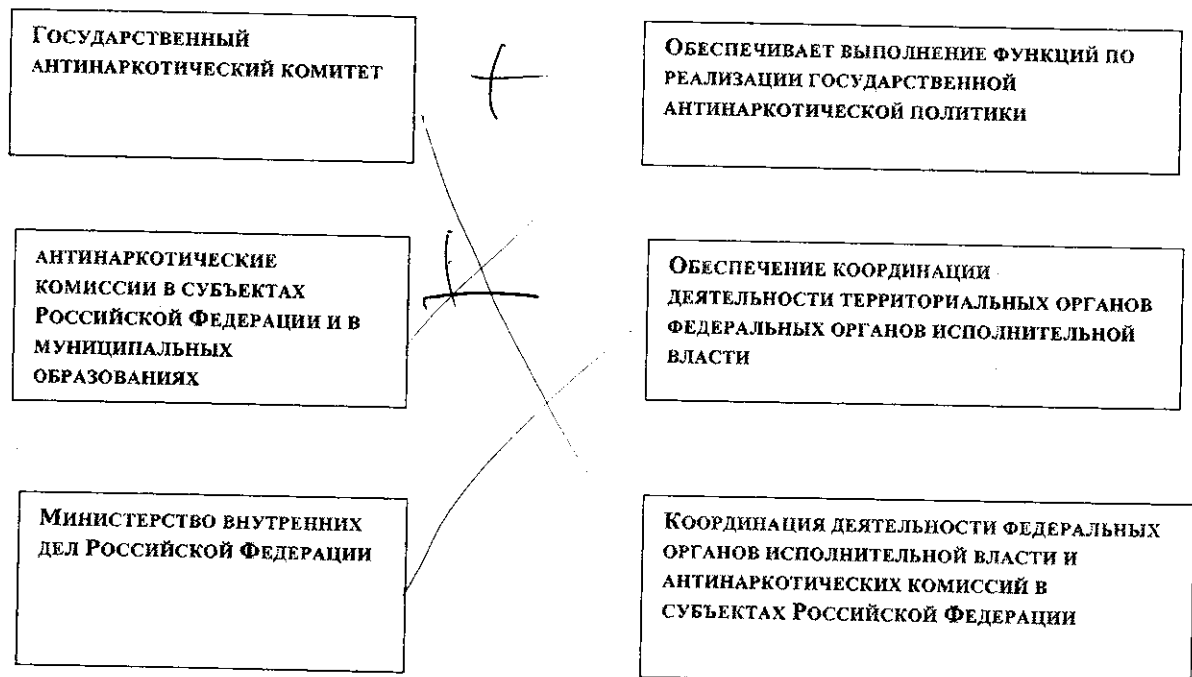 Государственный
антинаркотический комитет
Обеспечивает выполнение функций по
реализации государственной
антинаркотической политики
антинаркотические
комиссии в субъектах
Российской Федерации и в
муниципальных
образованиях
Обеспечение координации
деятельности территориальных органов
федеральных органов исполнительной
власти
Министерство внутренних
дел Российской Федерации
Координация деятельности федеральных
органов исполнительной власти и
антинаркотических комиссий в
субъектах Российской Федерации